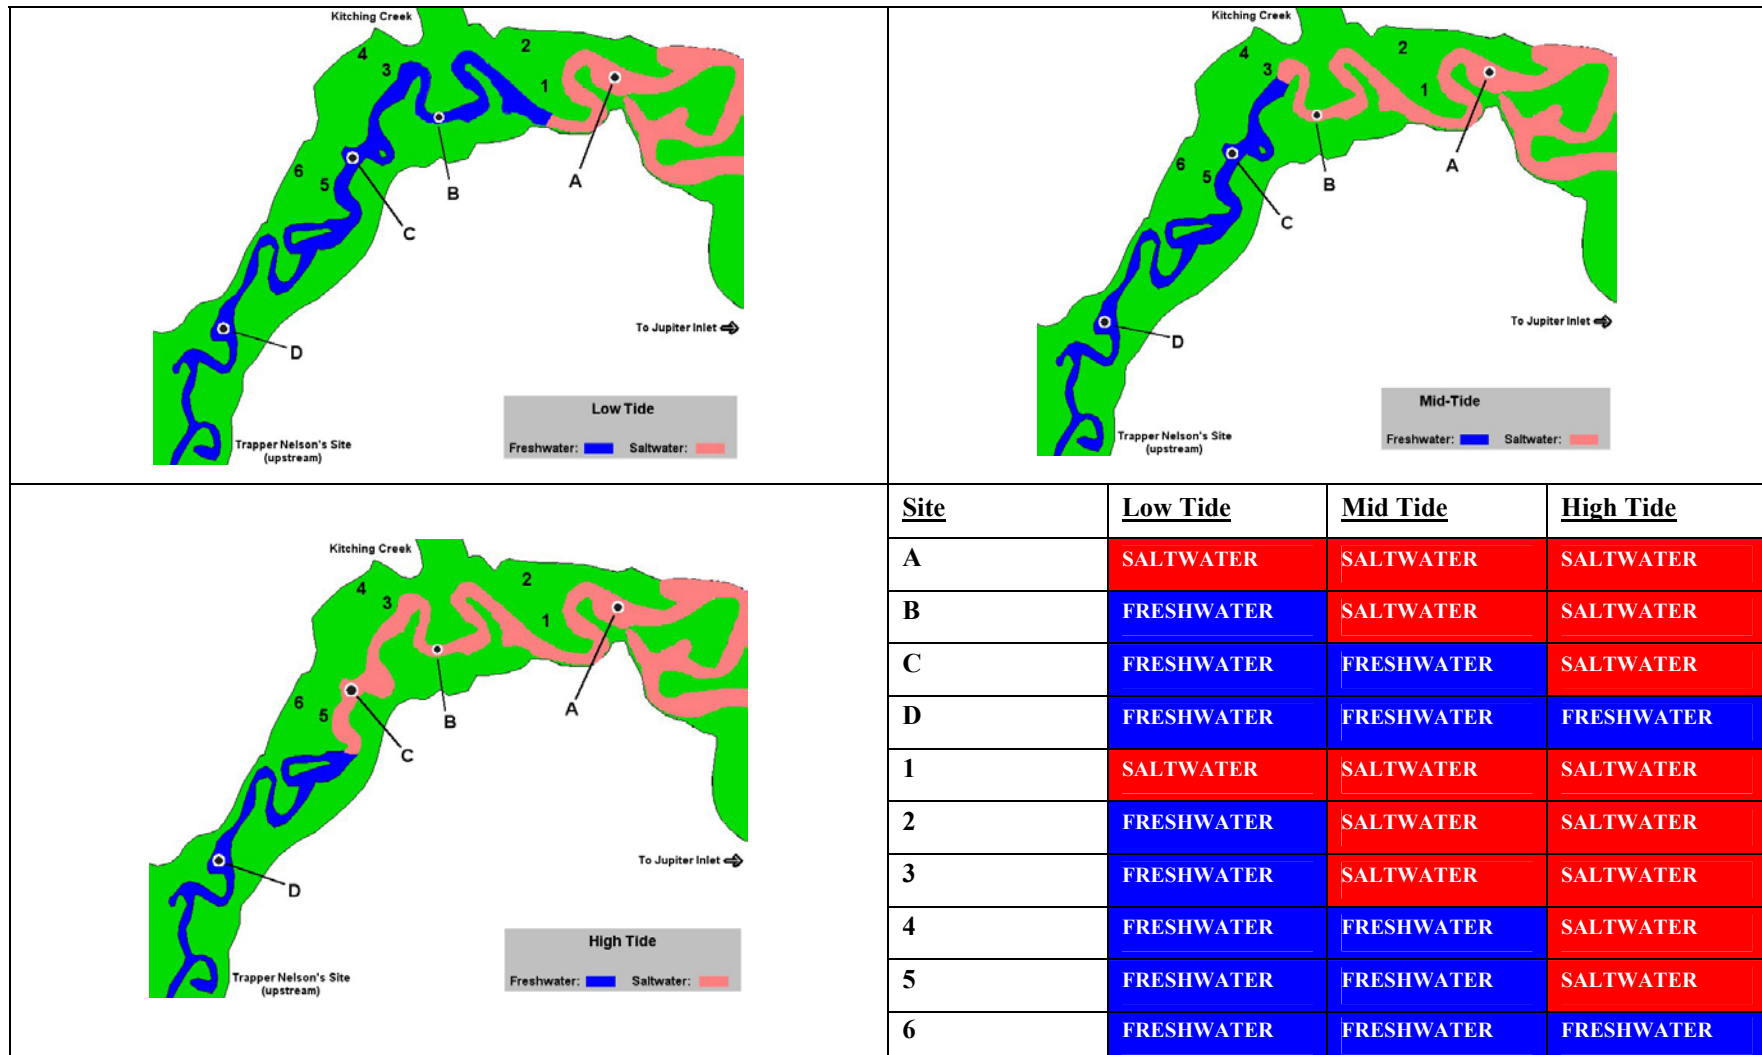 Kitching Creek
4
2
3
1
A
B
6
5
C
To Jupiter Inlet
D
Low Tide
Trapper Nelson's Site
(upstream)
Freshwater: Saltwater:
Kitching Creek
4
2
3
1
A
B
6
5
C
To Jupiter Inlet
D
Mid-Tide
Trapper Nelson's Site
(upstream)
Freshwater: Saltwater:
Kitching Creek
4
2
3
1
A
B
6
5
C
To Jupiter Inlet
D
High Tide
Trapper Nelson's Site
(upstream)
Freshwater: Saltwater:
Site Low Tide Mid Tide High Tide
A SALTWATER SALTWATER SALTWATER
B FRESHWATER SALTWATER SALTWATER
C FRESHWATER FRESHWATER SALTWATER
D FRESHWATER FRESHWATER FRESHWATER
1 SALTWATER SALTWATER SALTWATER
2 FRESHWATER SALTWATER SALTWATER
3 FRESHWATER SALTWATER SALTWATER
4 FRESHWATER FRESHWATER SALTWATER
5 FRESHWATER FRESHWATER SALTWATER
6 FRESHWATER FRESHWATER FRESHWATER